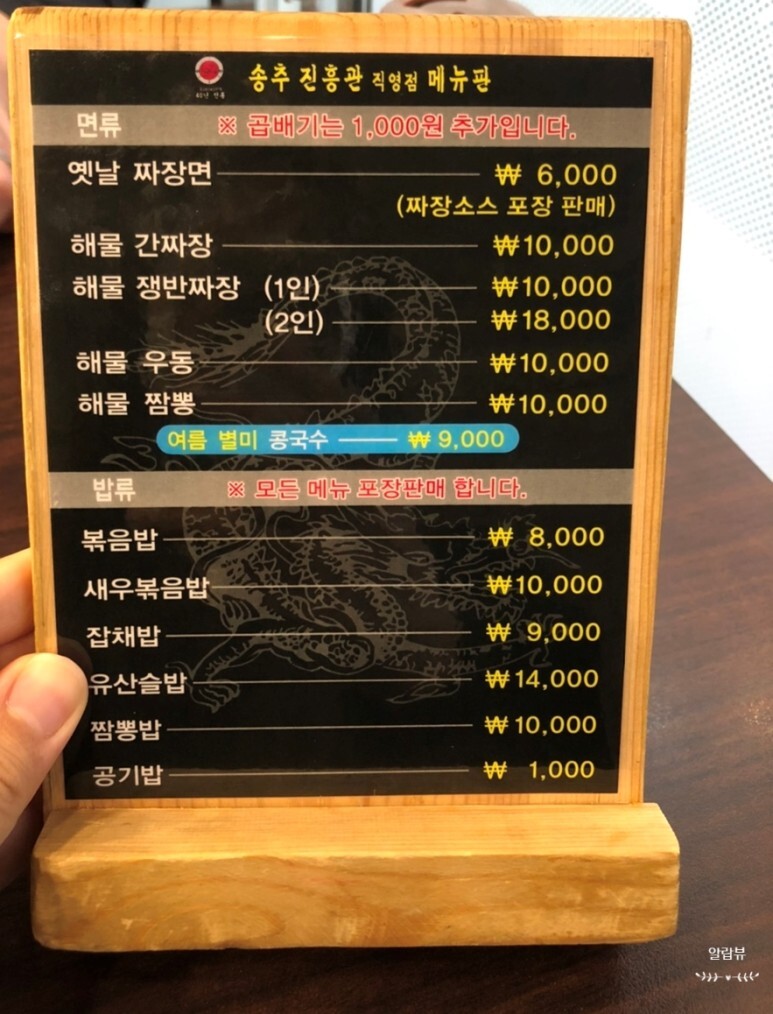 송추 진흥관 직영점 메뉴판
면류 ※ 곱배기는 1,000원 추가입니다.
옛날 짜장면 ₩ 6,000
(짜장소스 포장 판매)
해물 간짜장 ₩10,000
해물 쟁반짜장 (1인) ₩10,000
(2인) ₩18,000
해물 우동 ₩10,000
해물 짬뽕 ₩10,000
여름 별미 콩국수 ₩ 9,000
밥류 ※ 모든 메뉴 포장판매 합니다.
볶음밥 ₩ 8,000
새우볶음밥 ₩10,000
잡채밥 ₩ 9,000
유산슬밥 ₩14,000
짬뽕밥 ₩10,000
공기밥 ₩ 1,000
알랍뷰